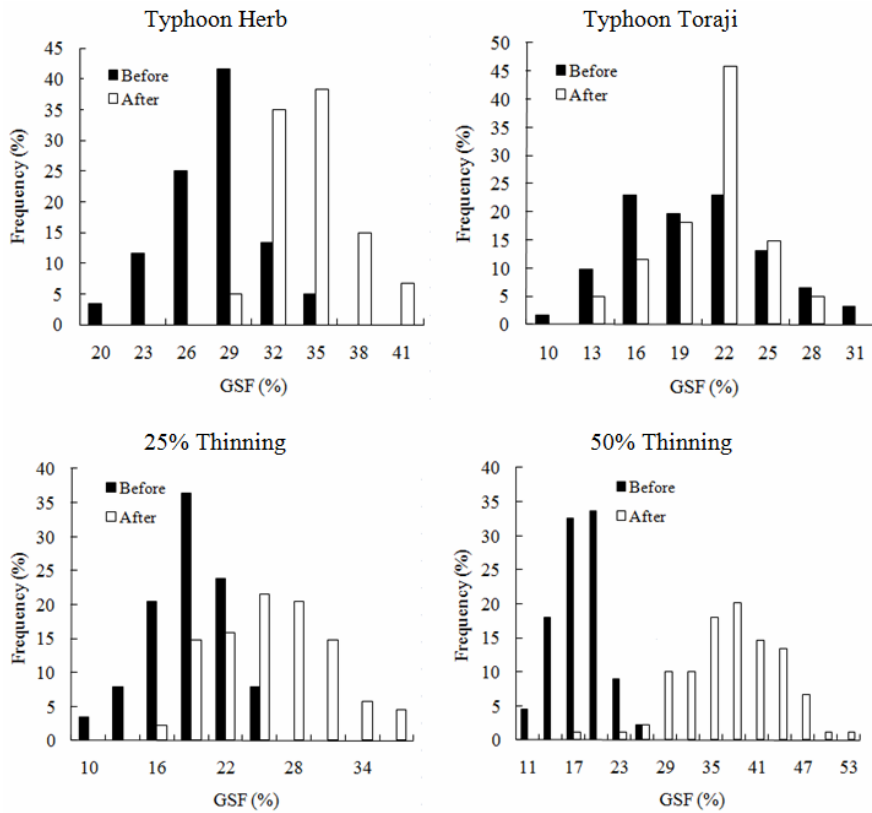 Typhoon Herb
45
40
35
30
25
20
15
10
5
0
Frequency (%)
Before
After
20 23 26 29 32 35 38 41
GSF (%)
Typhoon Toraji
50
45
40
35
30
25
20
15
10
5
0
Frequency (%)
Before
After
10 13 16 19 22 25 28 31
GSF (%)
25% Thinning
40
35
30
25
20
15
10
5
0
Frequency (%)
Before
After
10 16 22 28 34
GSF (%)
50% Thinning
40
35
30
25
20
15
10
5
0
Frequency (%)
Before
After
11 17 23 29 35 41 47 53
GSF (%)